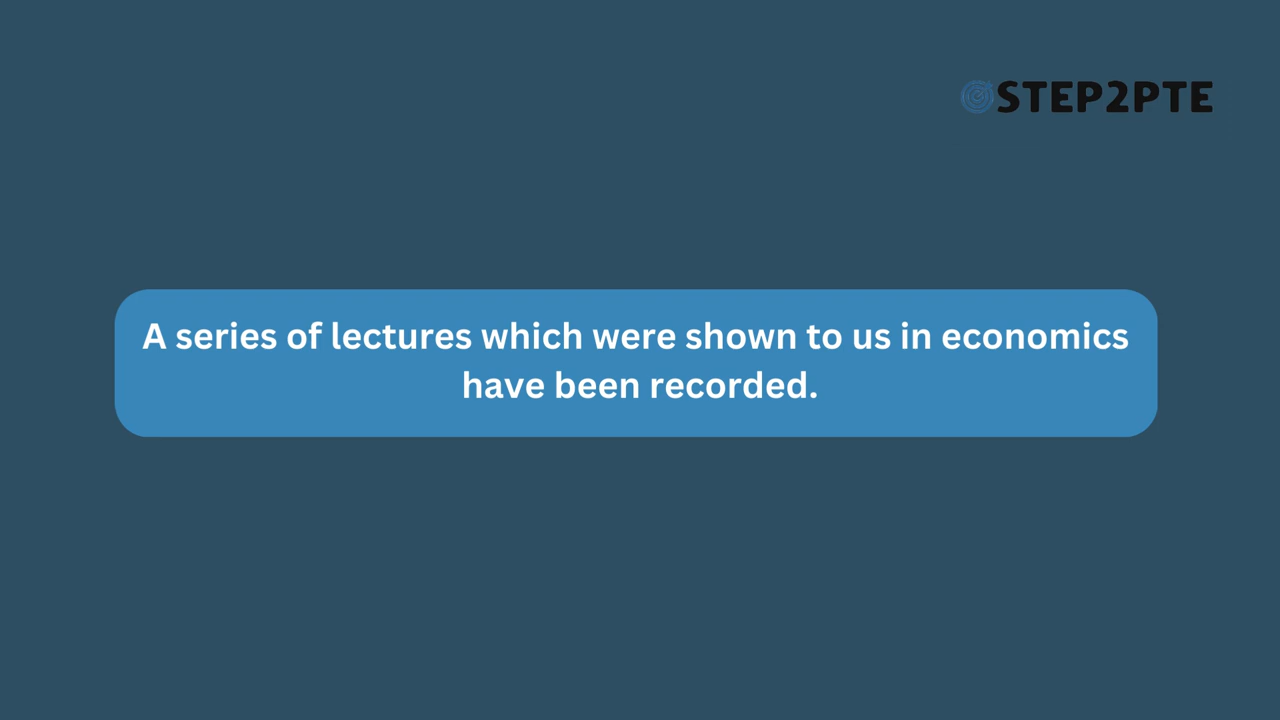 STEP2PTE
A series of lectures which were shown to us in economics
have been recorded.